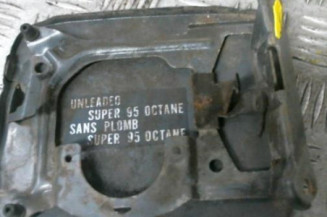 UNLEADED
SUPER 95 OCTANE
SANS PLOMB
SUPER 95 OCTANE